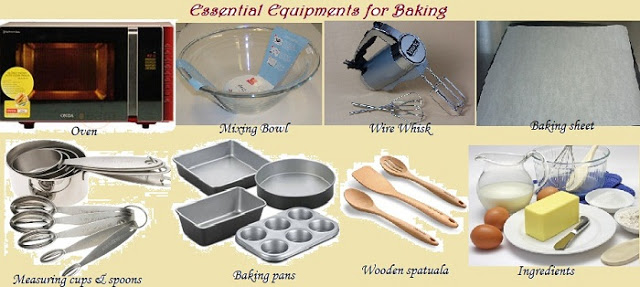 Essential Equipments for Baking
Oven
Mixing Bowl
Wire Whisk
Baking sheet
Measuring cups & spoons
Baking pans
Wooden spatuala
Ingredients